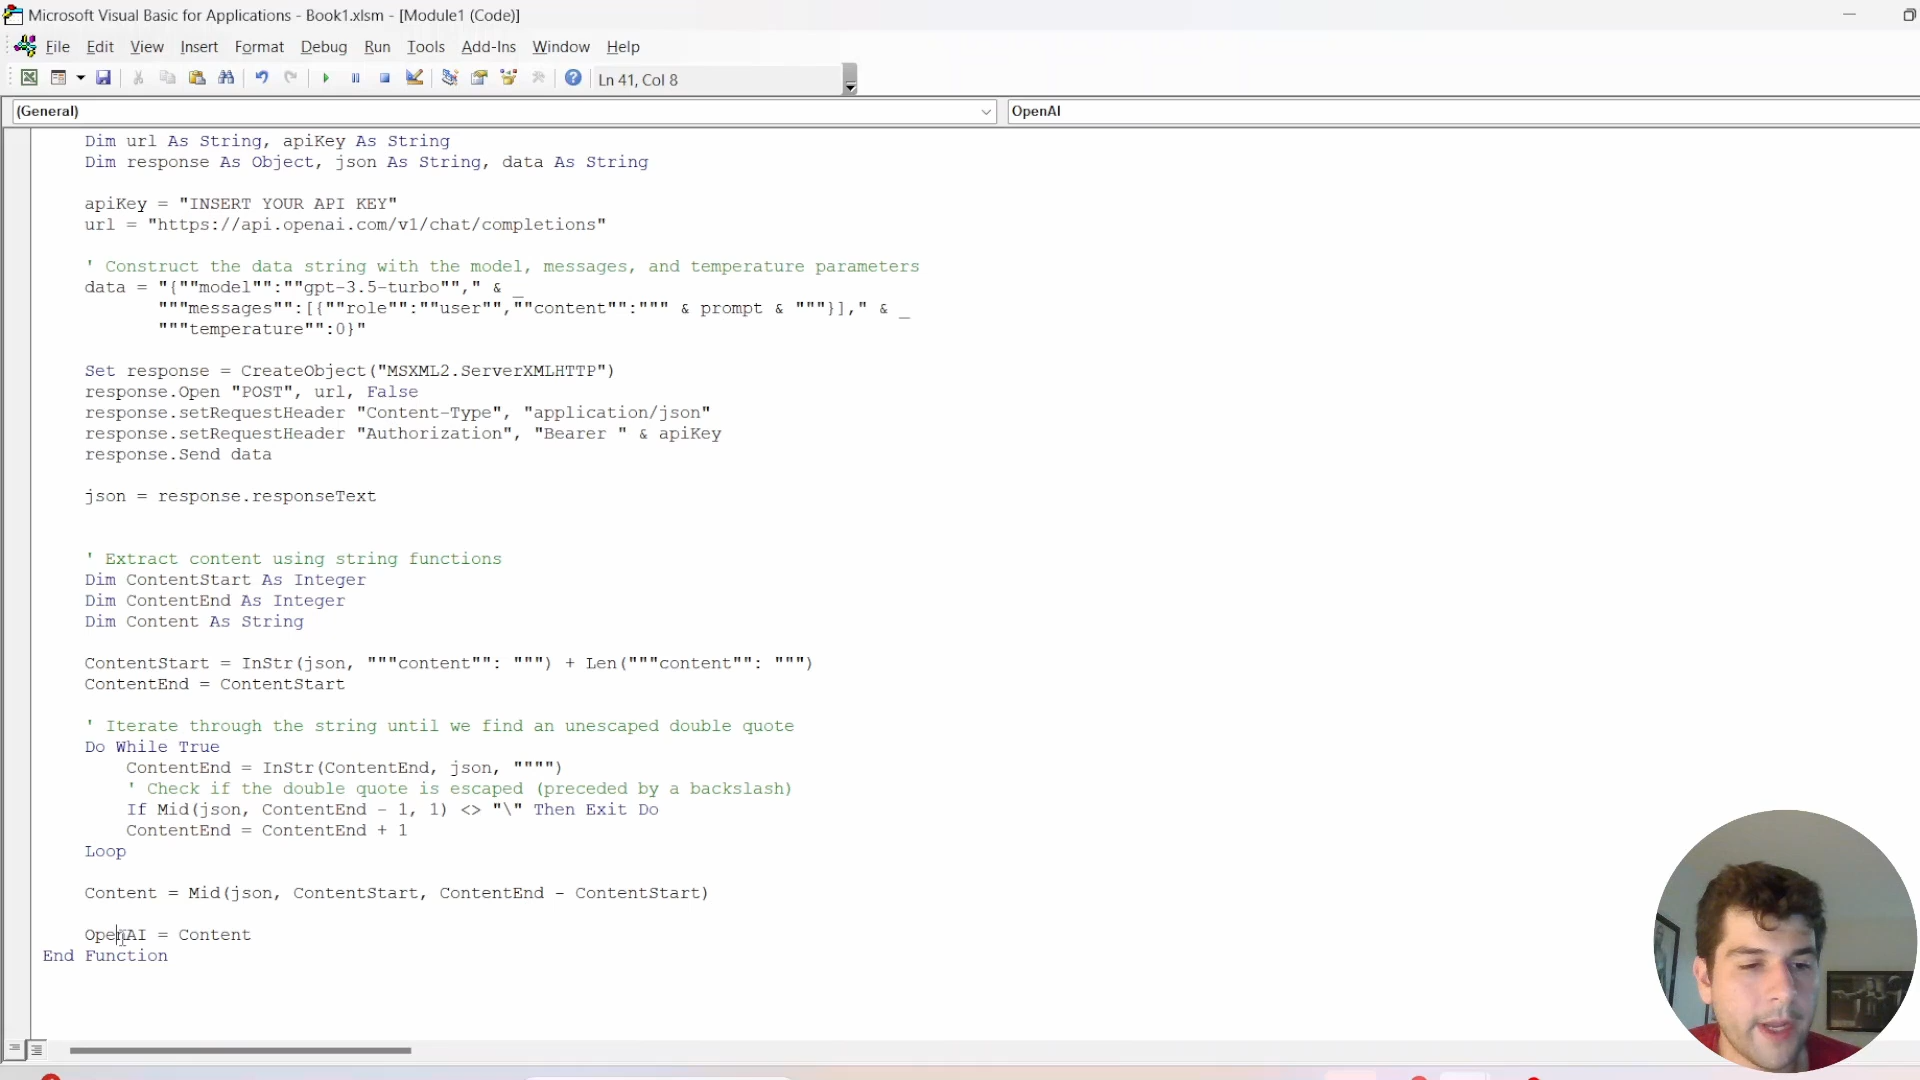 Microsoft Visual Basic for Applications - Book1.xlsm - [Module1 (Code)]
File Edit View Insert Format Debug Run Tools Add-Ins Window Help
Ln 41, Col 8
(General) OpenAI
Dim url As String, apiKey As String
Dim response As Object, json As String, data As String
apiKey = "INSERT YOUR API KEY"
url = "https://api.openai.com/v1/chat/completions"
' Construct the data string with the model, messages, and temperature parameters
data = "{""model"":""gpt-3.5-turbo""," & _
"""messages"":[{""role"":""user"",""content"":""" & prompt & """}]," & _
"""temperature"":0}"
Set response = CreateObject("MSXML2.ServerXMLHTTP")
response.Open "POST", url, False
response.setRequestHeader "Content-Type", "application/json"
response.setRequestHeader "Authorization", "Bearer " & apiKey
response.Send data
json = response.responseText
' Extract content using string functions
Dim ContentStart As Integer
Dim ContentEnd As Integer
Dim Content As String
ContentStart = InStr(json, """content"": """) + Len("""content"": """)
ContentEnd = ContentStart
' Iterate through the string until we find an unescaped double quote
Do While True
ContentEnd = InStr(ContentEnd, json, """")
' Check if the double quote is escaped (preceded by a backslash)
If Mid(json, ContentEnd - 1, 1) <> "\" Then Exit Do
ContentEnd = ContentEnd + 1
Loop
Content = Mid(json, ContentStart, ContentEnd - ContentStart)
OpenAI = Content
End Function